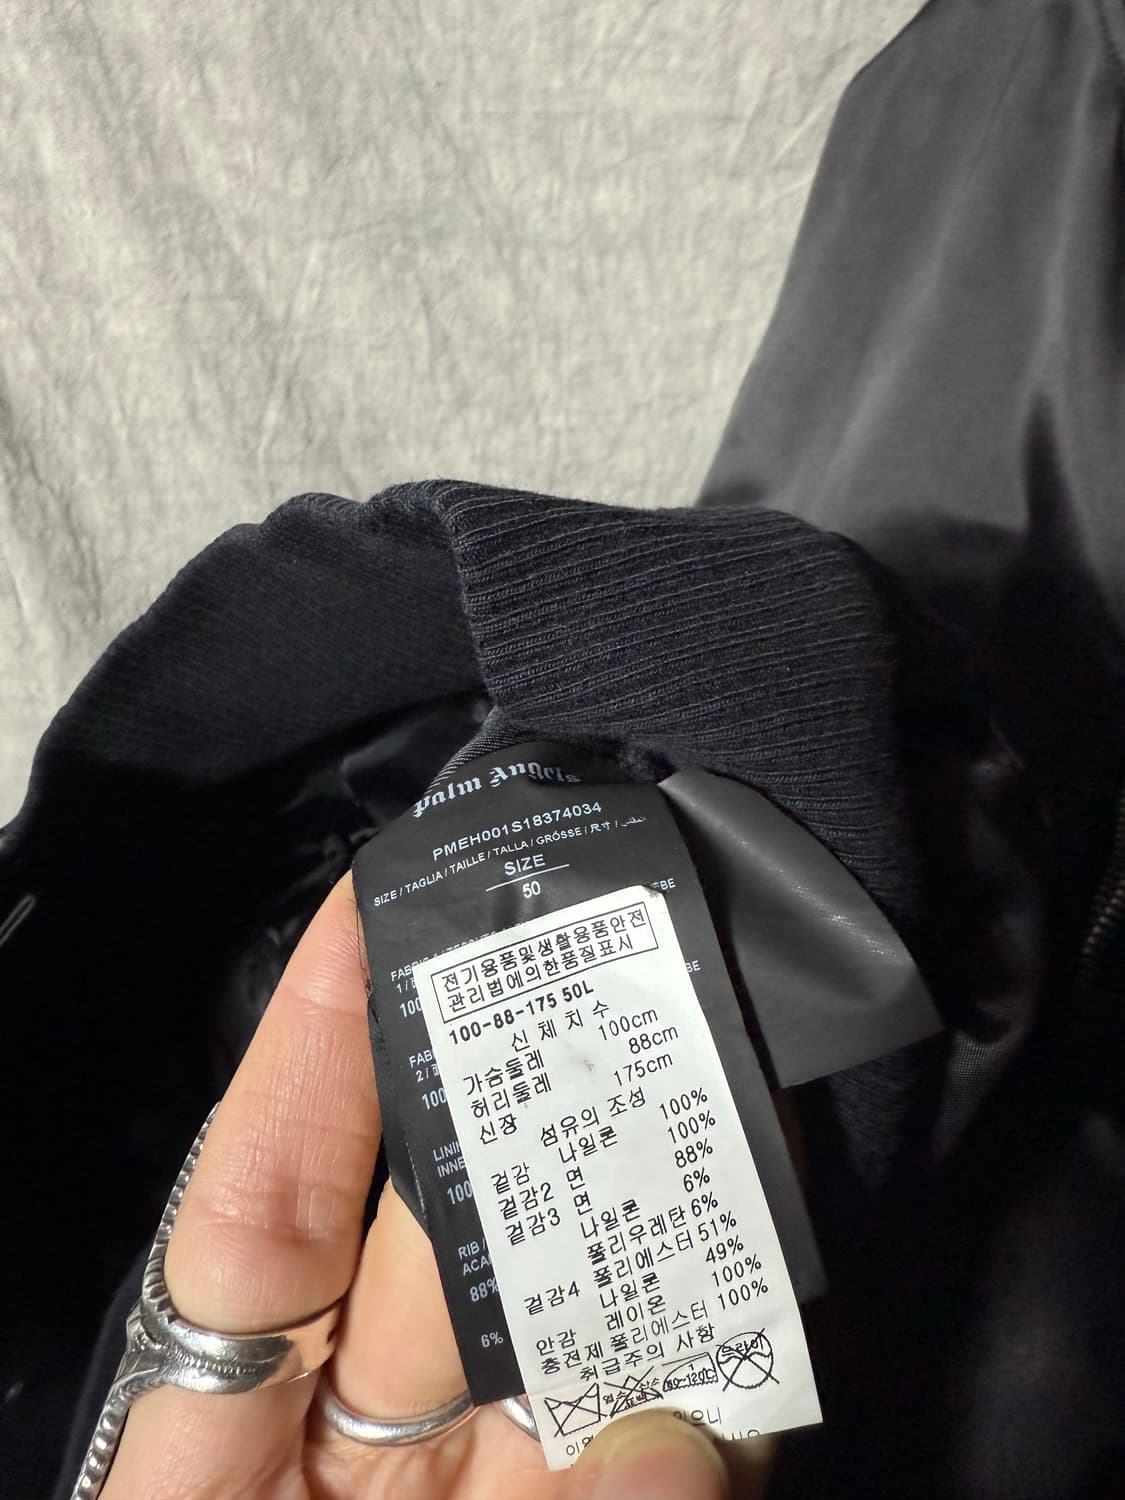 Palm Angels
PMEH001S18374034
SIZE / TAGLIA / TAILLE / TALLA / GRÖSSE / 尺寸 /
SIZE
50
전기용품및생활용품안전
관리법에의한품질표시
100-88-175 50L
신체치수
가슴둘레 100cm
허리둘레 88cm
신장 175cm
섬유의 조성
겉감 나일론 100%
겉감2 면 100%
겉감3 면 88%
나일론 6%
폴리우레탄 6%
겉감4 폴리에스터 51%
나일론 49%
안감 레이온 100%
충전제 폴리에스터 100%
취급주의 사항
드라이
88%
6%